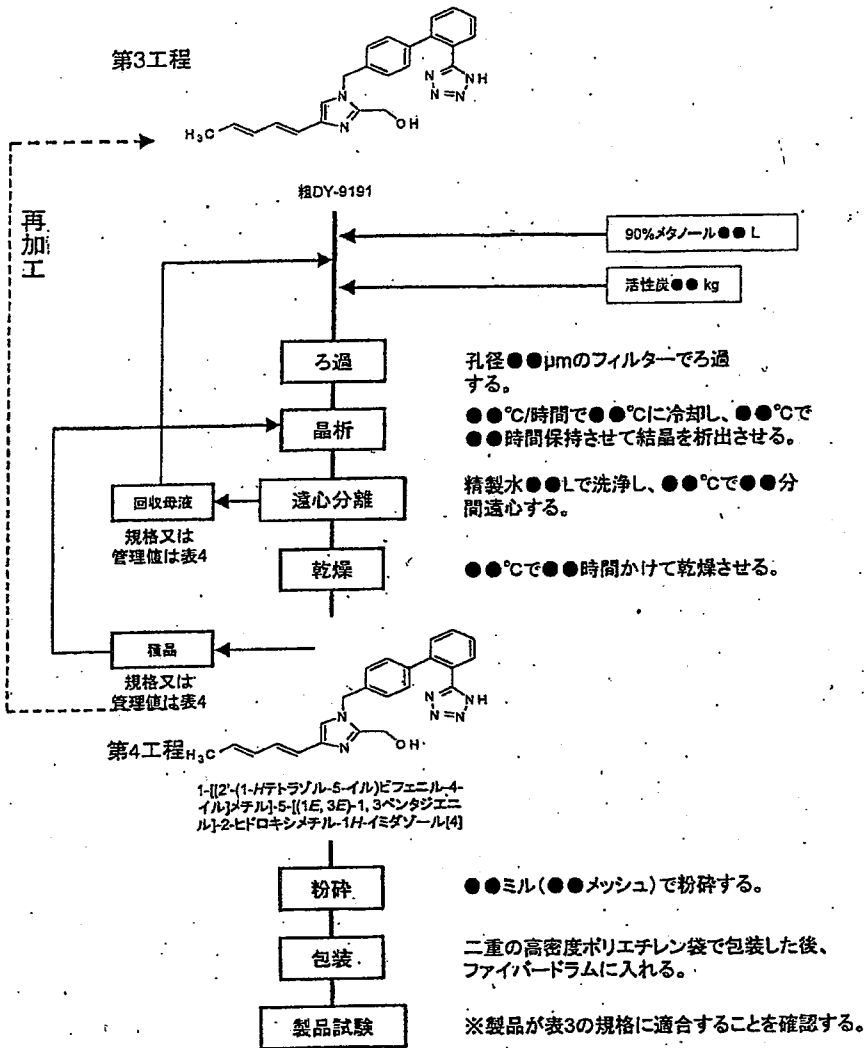 第3工程
N
N
N
NH
N=N
OH
H₃C
粗DY-9191
再加工
90%メタノール●● L
活性炭●● kg
ろ過
孔径●●μmのフィルターでろ過
する。
晶析
●●℃/時間で●●℃に冷却し、●●℃で
●●時間保持させて結晶を析出させる。
回収母液
遠心分離
精製水●●Lで洗浄し、●●℃で●●分
間遠心する。
規格又は
管理値は表4
乾燥
●●℃で●●時間かけて乾燥させる。
種品
規格又は
管理値は表4
N
N
N
NH
N=N
OH
第4工程
H₃C
1-[[2'-(1-Hテトラゾル-5-イル)ビフェニル-4-
イル]メチル]-5-[(1E, 3E)-1, 3ペンタジエニ
ル]-2-ヒドロキシメチル-1H-イミダゾール[4]
粉砕
●●ミル(●●メッシュ)で粉砕する。
包装
二重の高密度ポリエチレン袋で包装した後、
ファイバードラムに入れる。
製品試験
※製品が表3の規格に適合することを確認する。